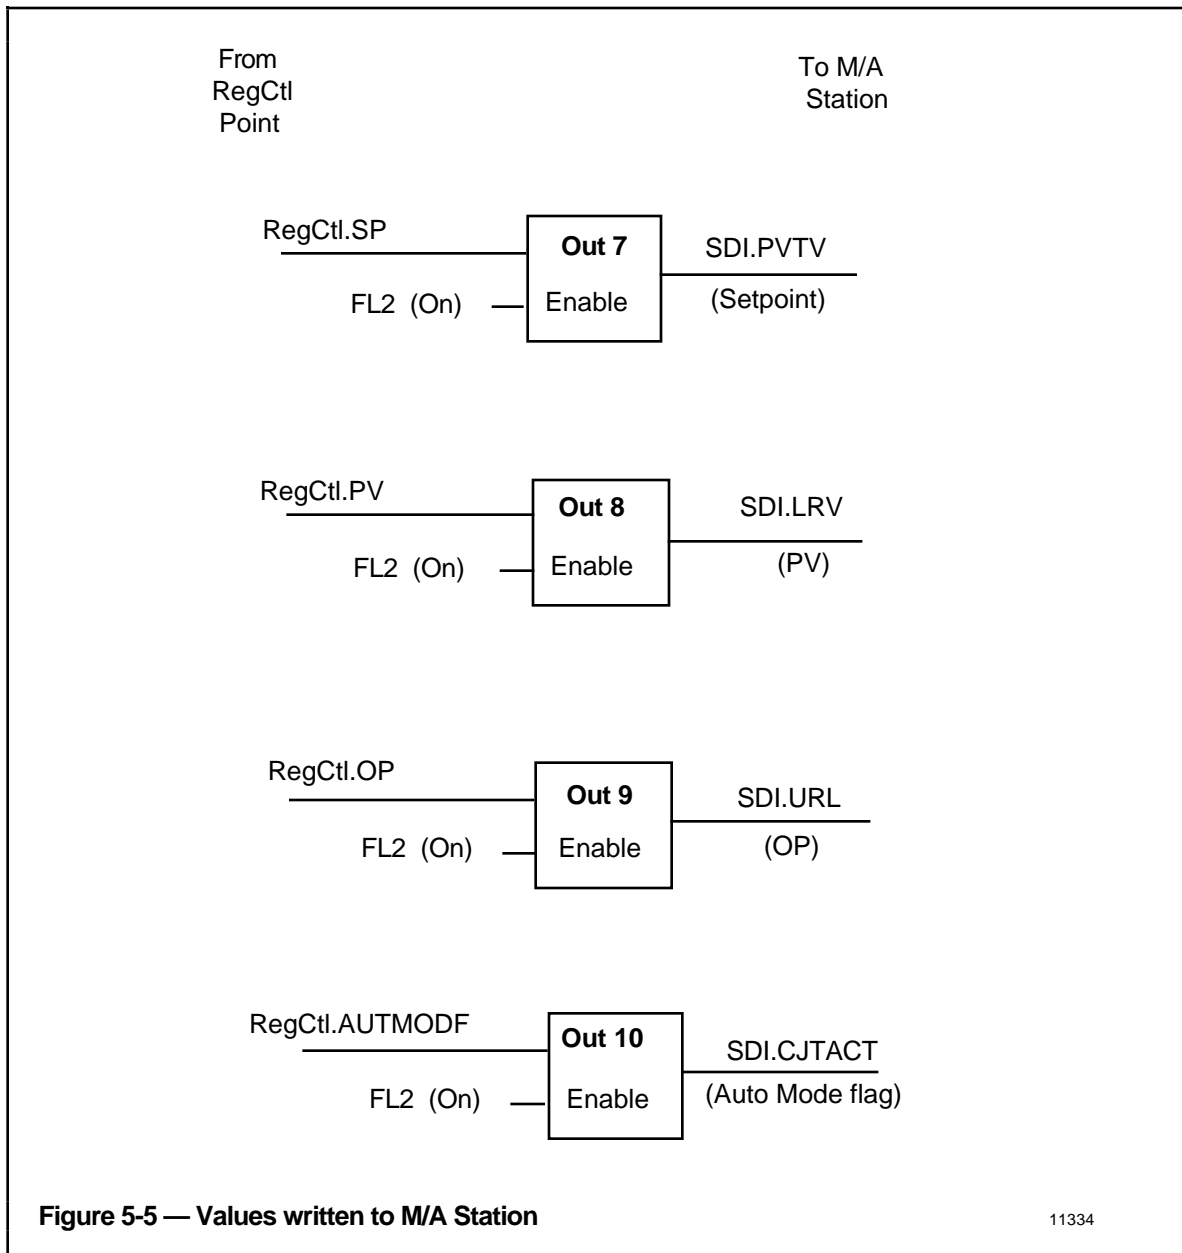 From
RegCtl
Point
To M/A
Station
RegCtl.SP
Out 7
SDI.PVTV
FL2 (On)
Enable
(Setpoint)
RegCtl.PV
Out 8
SDI.LRV
FL2 (On)
Enable
(PV)
RegCtl.OP
Out 9
SDI.URL
FL2 (On)
Enable
(OP)
RegCtl.AUTMODF
Out 10
SDI.CJTACT
FL2 (On)
Enable
(Auto Mode flag)
Figure 5-5 — Values written to M/A Station
11334